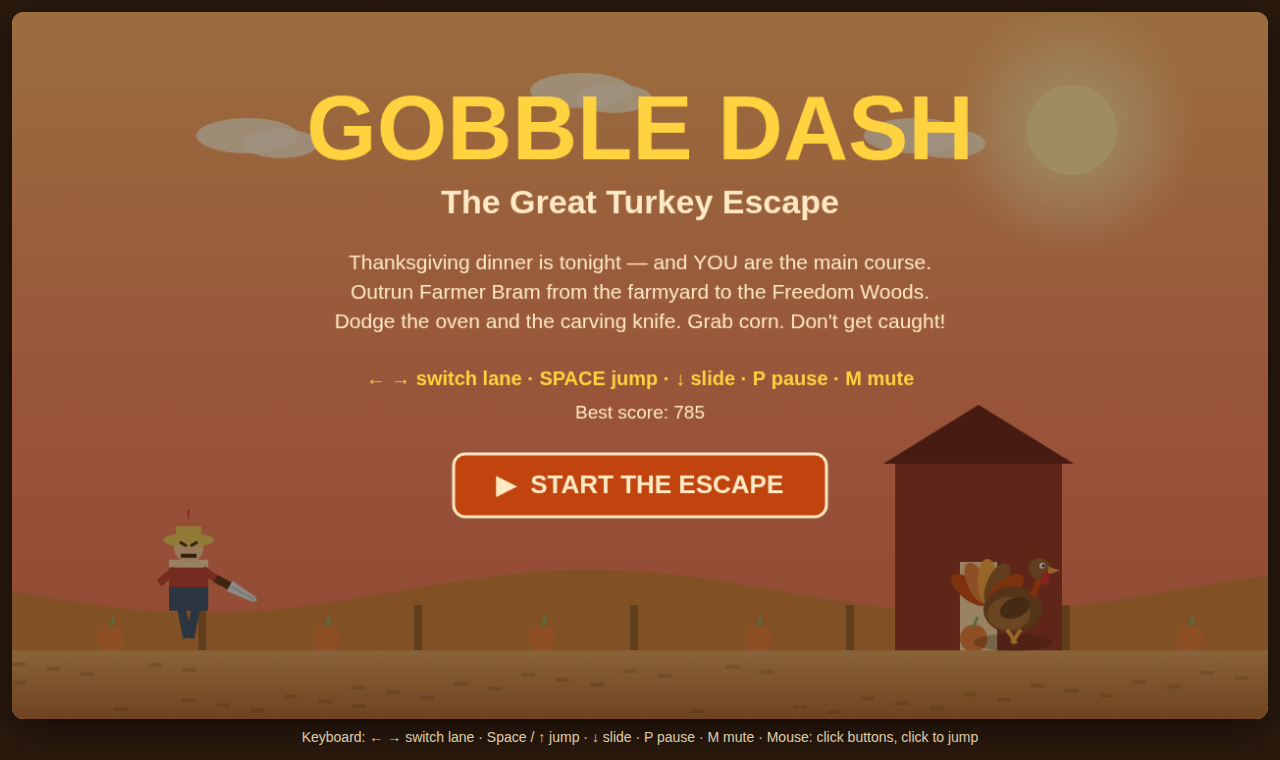 GOBBLE DASH
The Great Turkey Escape
Thanksgiving dinner is tonight — and YOU are the main course.
Outrun Farmer Bram from the farmyard to the Freedom Woods.
Dodge the oven and the carving knife. Grab corn. Don't get caught!
← → switch lane · SPACE jump · ↓ slide · P pause · M mute
Best score: 785
▶ START THE ESCAPE
!
Keyboard: ← → switch lane · Space / ↑ jump · ↓ slide · P pause · M mute · Mouse: click buttons, click to jump